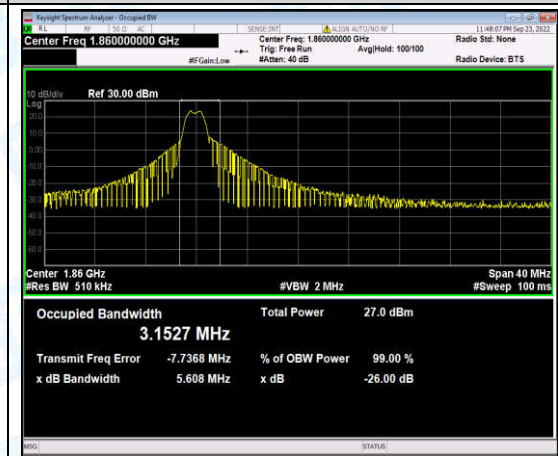 Keysight Spectrum Analyzer - Occupied BW
RL RF 50 Ω AC SENSE:INT ALIGN AUTO/NO RF 11:48:07 PM Sep 23, 2022
Center Freq 1.860000000 GHz Center Freq: 1.860000000 GHz Radio Std: None
Trig: Free Run Avg|Hold: 100/100
#IFGain:Low #Atten: 40 dB Radio Device: BTS
10 dB/div Ref 30.00 dBm
Log
20.0
10.0
0.00
-10.0
-20.0
-30.0
-40.0
-50.0
-60.0
Center 1.86 GHz Span 40 MHz
#Res BW 510 kHz #VBW 2 MHz #Sweep 100 ms
Occupied Bandwidth Total Power 27.0 dBm
3.1527 MHz
Transmit Freq Error -7.7368 MHz % of OBW Power 99.00 %
x dB Bandwidth 5.608 MHz x dB -26.00 dB
MSG STATUS